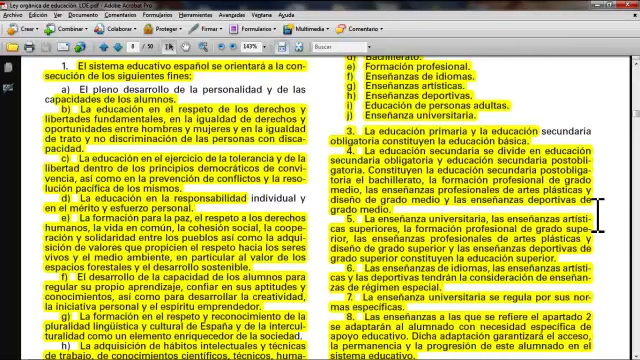 Ley orgánica de educación. LOE.pdf - Adobe Acrobat Pro
Archivo Edición Visualización Documento Comentarios Formularios Herramientas Avanzadas Ventana Ayuda
Crear Combinar Proteger Firmar Formularios Multimedia Comentario
8 / 50 149% Buscar
1. El sistema educativo español se orientará a la con-
secución de los siguientes fines:
a) El pleno desarrollo de la personalidad y de las
capacidades de los alumnos.
b) La educación en el respeto de los derechos y
libertades fundamentales, en la igualdad de derechos y
oportunidades entre hombres y mujeres y en la igualdad
de trato y no discriminación de las personas con disca-
pacidad.
c) La educación en el ejercicio de la tolerancia y de la
libertad dentro de los principios democráticos de convi-
vencia, así como en la prevención de conflictos y la reso-
lución pacífica de los mismos.
d) La educación en la responsabilidad individual y
en el mérito y esfuerzo personal.
e) La formación para la paz, el respeto a los derechos
humanos, la vida en común, la cohesión social, la coope-
ración y solidaridad entre los pueblos así como la adqui-
sición de valores que propicien el respeto hacia los seres
vivos y el medio ambiente, en particular al valor de los
espacios forestales y el desarrollo sostenible.
f) El desarrollo de la capacidad de los alumnos para
regular su propio aprendizaje, confiar en sus aptitudes y
conocimientos, así como para desarrollar la creatividad,
la iniciativa personal y el espíritu emprendedor.
g) La formación en el respeto y reconocimiento de la
pluralidad lingüística y cultural de España y de la intercul-
turalidad como un elemento enriquecedor de la sociedad.
h) La adquisición de hábitos intelectuales y técnicas
de trabajo, de conocimientos científicos, técnicos, huma-
d) Bachillerato.
e) Formación profesional.
f) Enseñanzas de idiomas.
g) Enseñanzas artísticas.
h) Enseñanzas deportivas.
i) Educación de personas adultas.
j) Enseñanza universitaria.
3. La educación primaria y la educación secundaria
obligatoria constituyen la educación básica.
4. La educación secundaria se divide en educación
secundaria obligatoria y educación secundaria postobli-
gatoria. Constituyen la educación secundaria postobliga-
toria el bachillerato, la formación profesional de grado
medio, las enseñanzas profesionales de artes plásticas y
diseño de grado medio y las enseñanzas deportivas de
grado medio.
5. La enseñanza universitaria, las enseñanzas artísti-
cas superiores, la formación profesional de grado supe-
rior, las enseñanzas profesionales de artes plásticas y
diseño de grado superior y las enseñanzas deportivas de
grado superior constituyen la educación superior.
6. Las enseñanzas de idiomas, las enseñanzas artísti-
cas y las deportivas tendrán la consideración de enseñan-
zas de régimen especial.
7. La enseñanza universitaria se regula por sus nor-
mas específicas.
8. Las enseñanzas a las que se refiere el apartado 2
se adaptarán al alumnado con necesidad específica de
apoyo educativo. Dicha adaptación garantizará el acceso,
la permanencia y la progresión de este alumnado en el
sistema educativo.